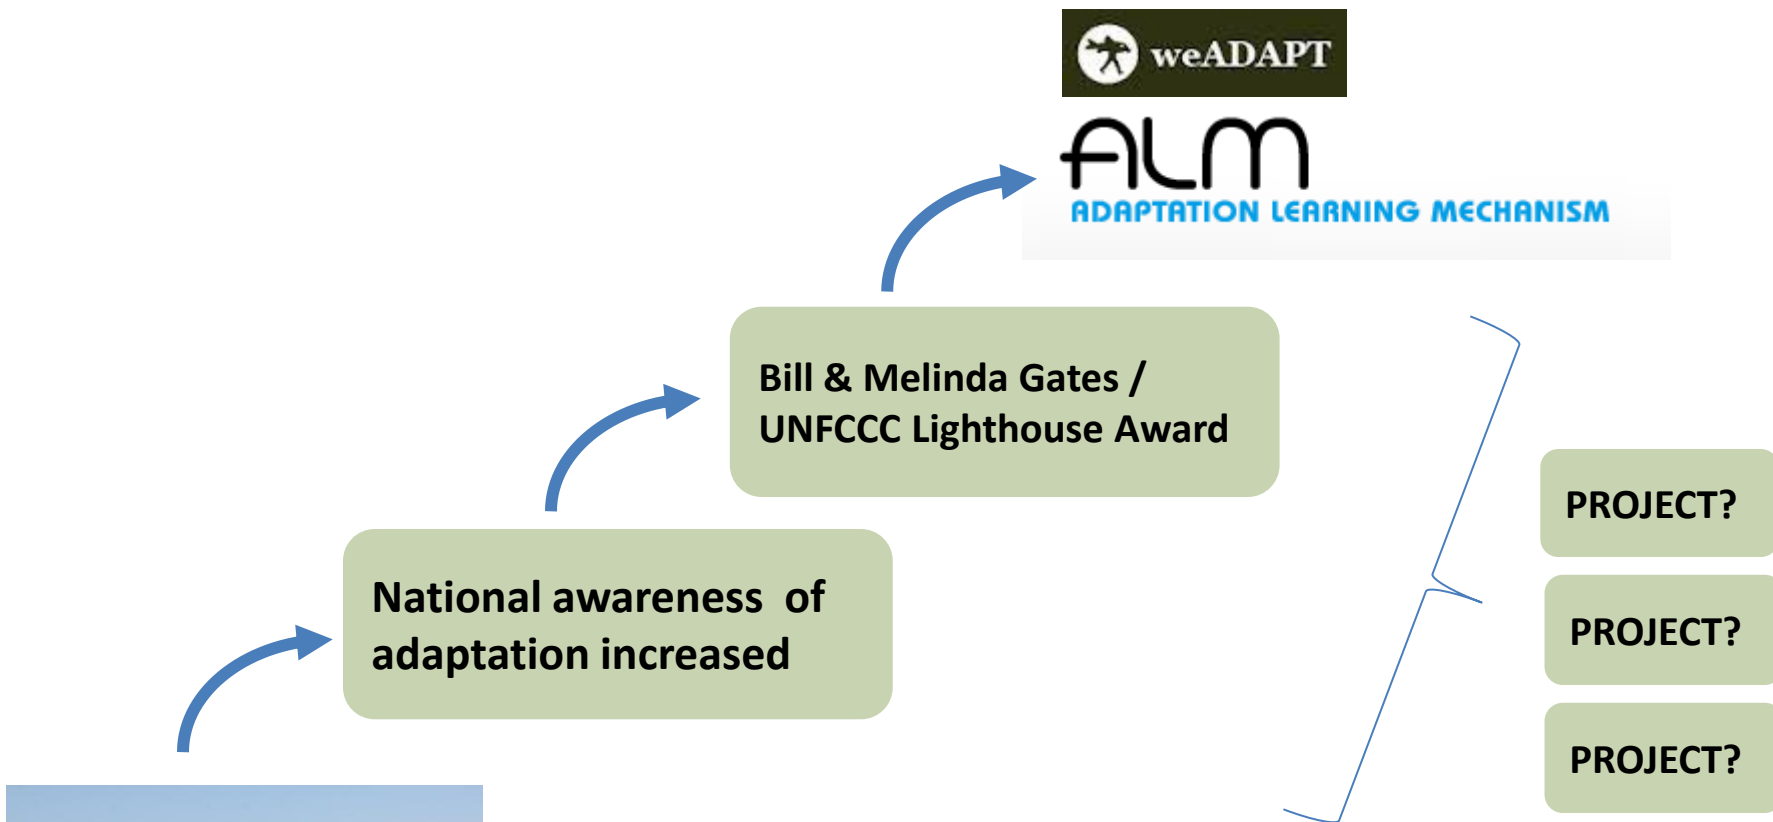 weADAPT
ALM
ADAPTATION LEARNING MECHANISM
Bill & Melinda Gates /
UNFCCC Lighthouse Award
PROJECT?
National awareness  of
adaptation increased
PROJECT?
PROJECT?